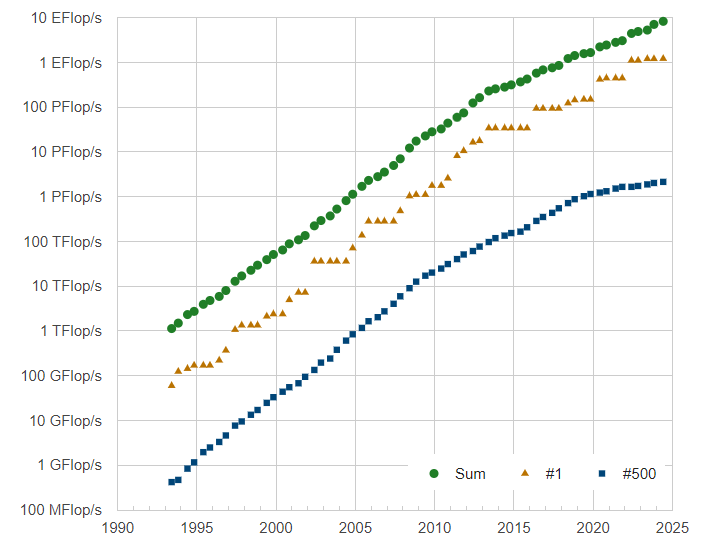 10 EFlop/s
1 EFlop/s
100 PFlop/s
10 PFlop/s
1 PFlop/s
100 TFlop/s
10 TFlop/s
1 TFlop/s
100 GFlop/s
10 GFlop/s
1 GFlop/s
100 MFlop/s
Sum #1 #500
1990 1995 2000 2005 2010 2015 2020 2025